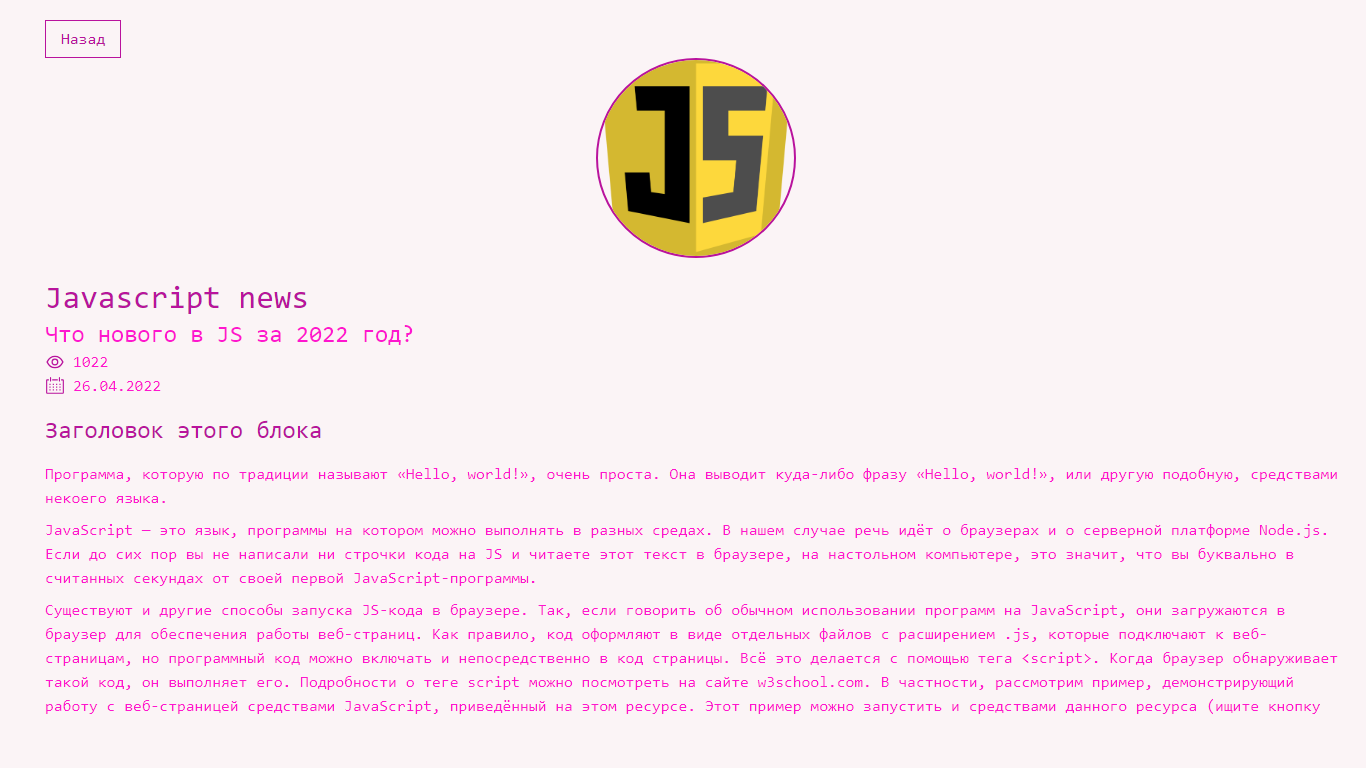 Назад
JS
Javascript news
Что нового в JS за 2022 год?
1022
26.04.2022
Заголовок этого блока
Программа, которую по традиции называют «Hello, world!», очень проста. Она выводит куда-либо фразу «Hello, world!», или другую подобную, средствами
некоего языка.
JavaScript — это язык, программы на котором можно выполнять в разных средах. В нашем случае речь идёт о браузерах и о серверной платформе Node.js.
Если до сих пор вы не написали ни строчки кода на JS и читаете этот текст в браузере, на настольном компьютере, это значит, что вы буквально в
считанных секундах от своей первой JavaScript-программы.
Существуют и другие способы запуска JS-кода в браузере. Так, если говорить об обычном использовании программ на JavaScript, они загружаются в
браузер для обеспечения работы веб-страниц. Как правило, код оформляют в виде отдельных файлов с расширением .js, которые подключают к веб-
страницам, но программный код можно включать и непосредственно в код страницы. Всё это делается с помощью тега <script>. Когда браузер обнаруживает
такой код, он выполняет его. Подробности о теге script можно посмотреть на сайте w3school.com. В частности, рассмотрим пример, демонстрирующий
работу с веб-страницей средствами JavaScript, приведённый на этом ресурсе. Этот пример можно запустить и средствами данного ресурса (ищите кнопку